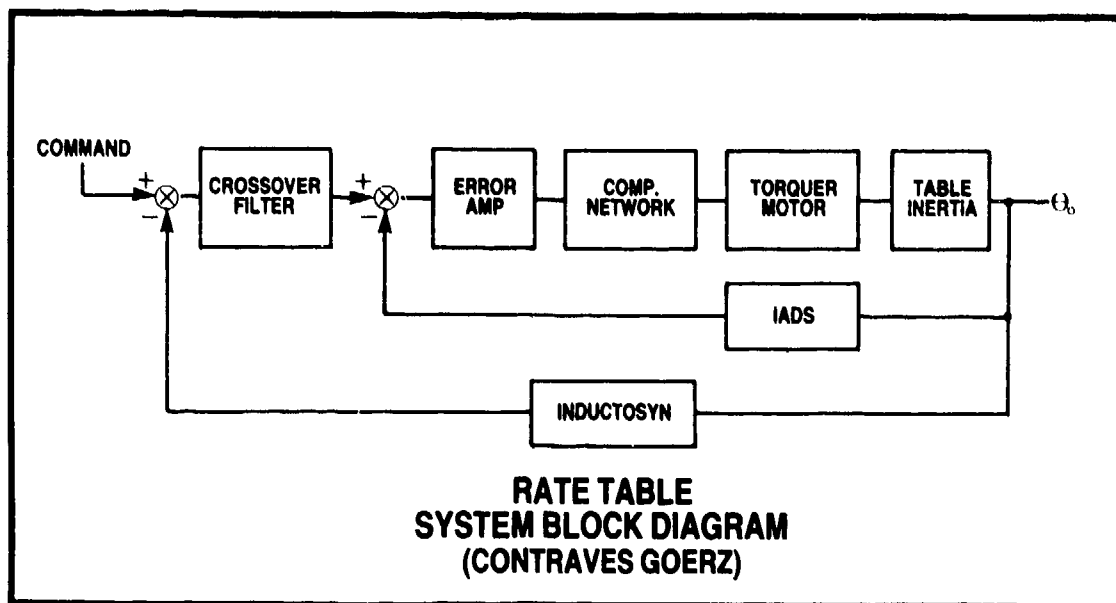 COMMAND
+
−
CROSSOVER
FILTER
+
−
ERROR
AMP
COMP.
NETWORK
TORQUER
MOTOR
TABLE
INERTIA
Θ₀
IADS
INDUCTOSYN
RATE TABLE
SYSTEM BLOCK DIAGRAM
(CONTRAVES GOERZ)